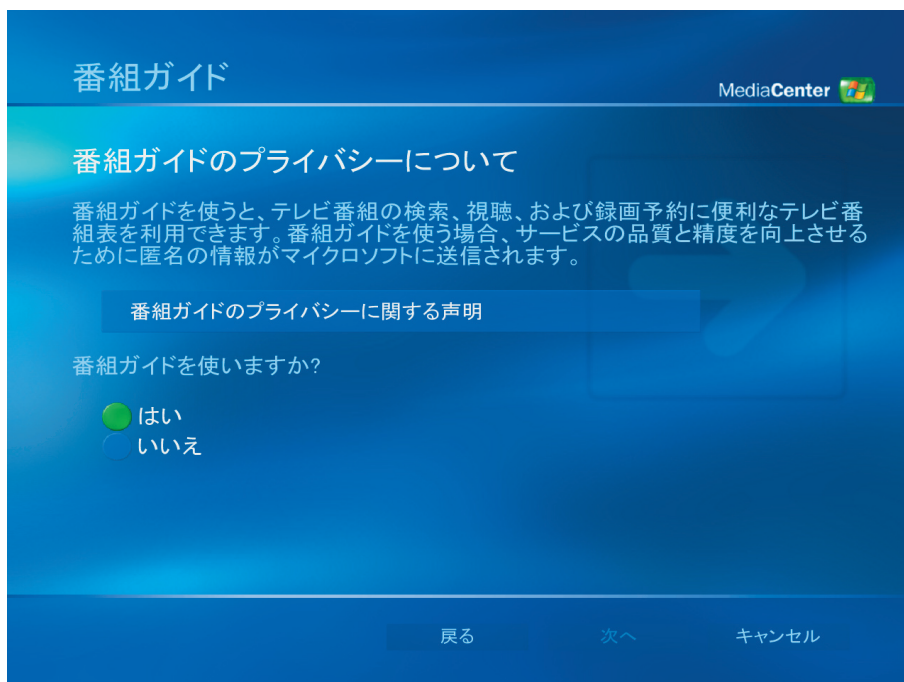 番組ガイド
MediaCenter
番組ガイドのプライバシーについて
番組ガイドを使うと、テレビ番組の検索、視聴、および録画予約に便利なテレビ番
組表を利用できます。番組ガイドを使う場合、サービスの品質と精度を向上させる
ために匿名の情報がマイクロソフトに送信されます。
番組ガイドのプライバシーに関する声明
番組ガイドを使いますか?
はい
いいえ
戻る 次へ キャンセル